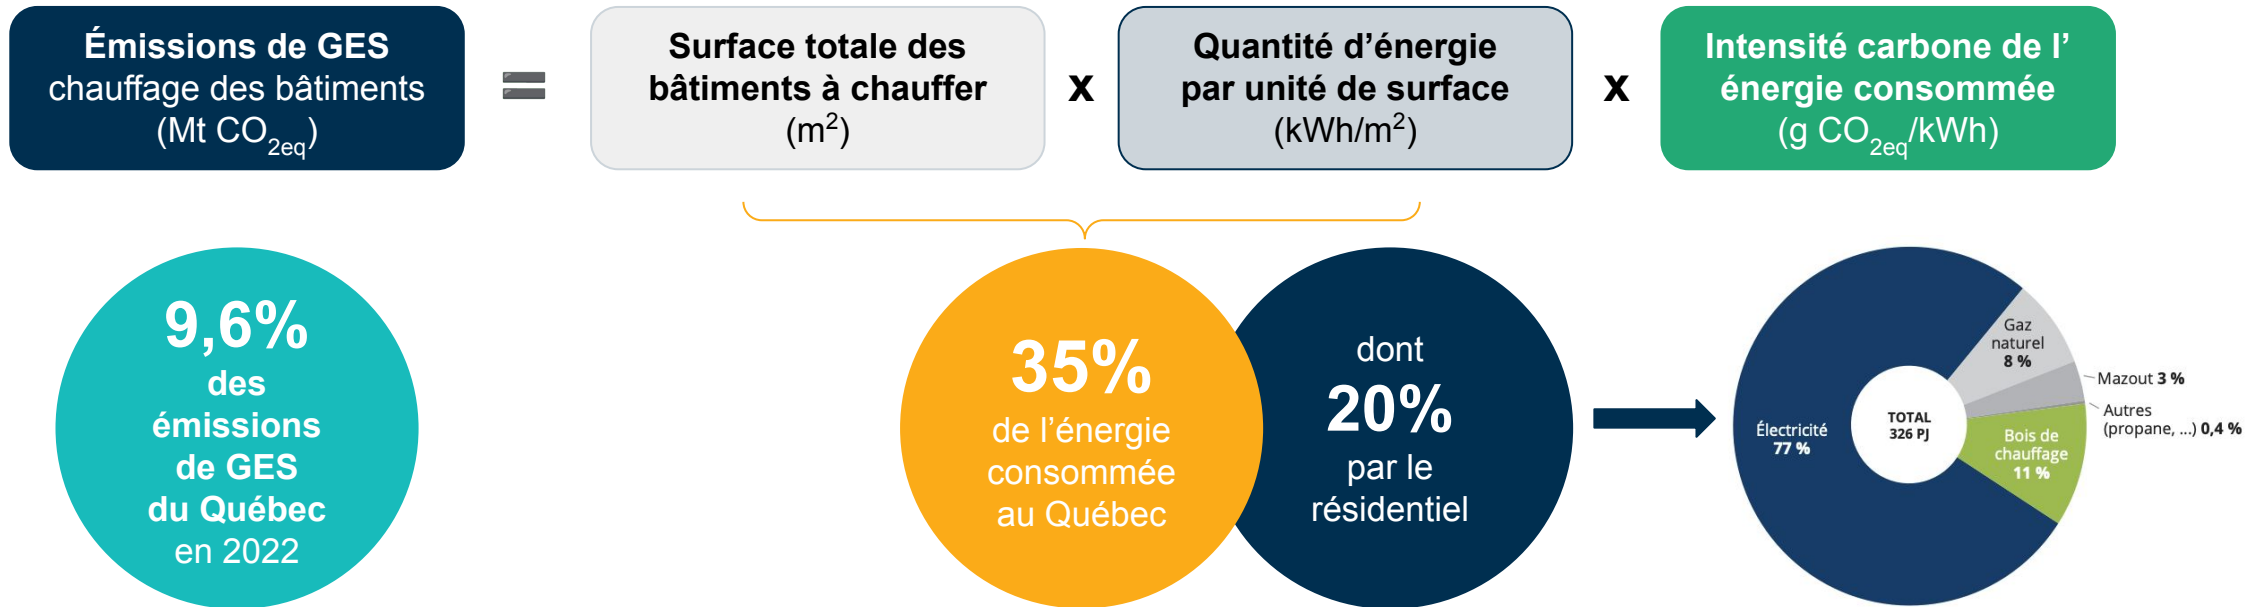 Émissions de GES
chauffage des bâtiments
(Mt CO2eq)
=
Surface totale des
bâtiments à chauffer
(m²)
x
Quantité d’énergie
par unité de surface
(kWh/m²)
x
Intensité carbone de l’
énergie consommée
(g CO2eq/kWh)
9,6%
des
émissions
de GES
du Québec
en 2022
35%
de l’énergie
consommée
au Québec
dont
20%
par le
résidentiel
Électricité
77 %
TOTAL
326 PJ
Gaz
naturel
8 %
Mazout 3 %
Autres
(propane, ...) 0,4 %
Bois de
chauffage
11 %